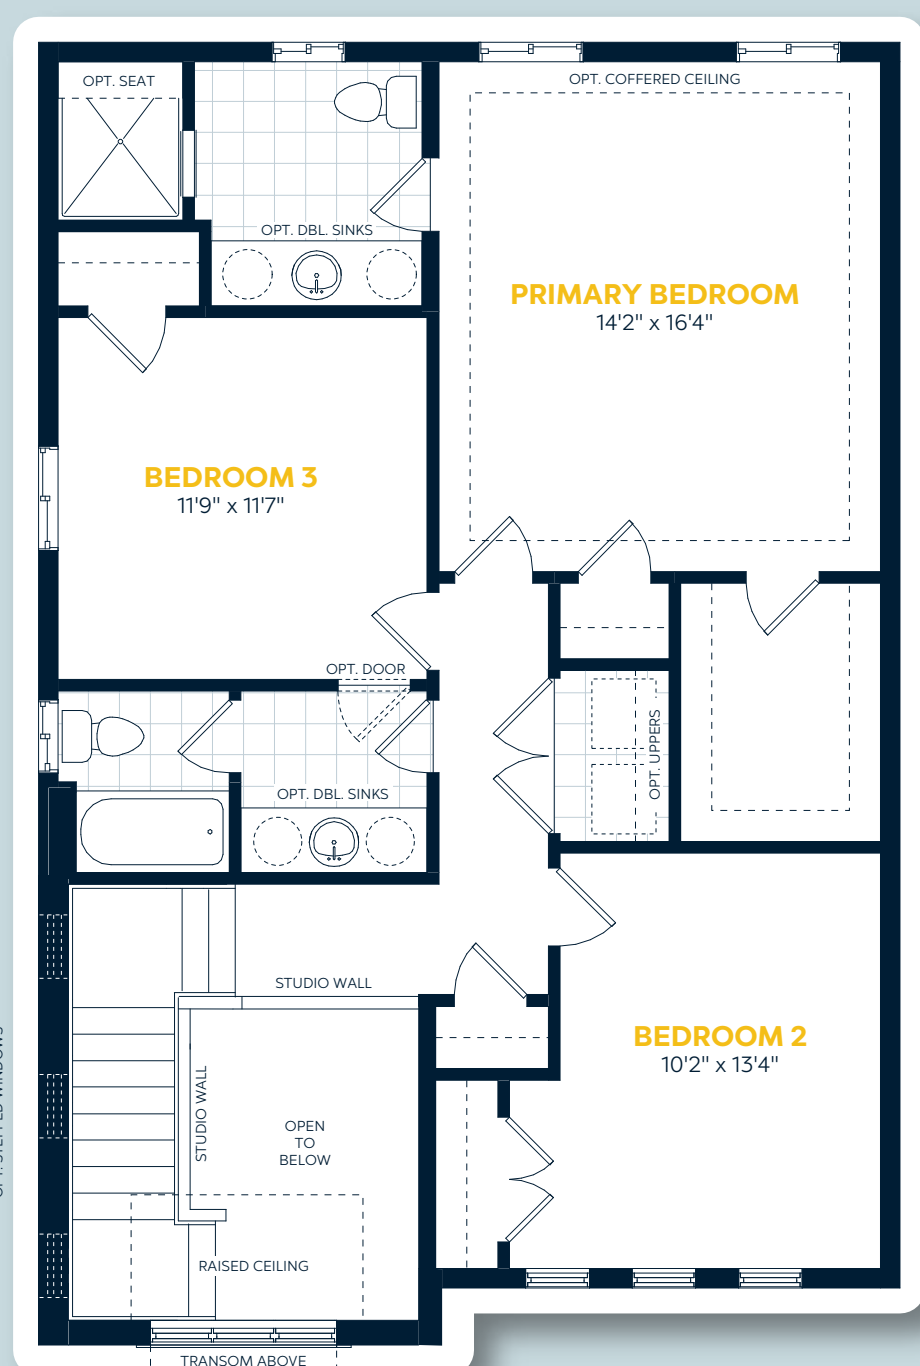 OPT. SEAT
OPT. COFFERED CEILING
OPT. DBL. SINKS
PRIMARY BEDROOM
14'2" x 16'4"
BEDROOM 3
11'9" x 11'7"
OPT. DOOR
OPT. UPPERS
OPT. DBL. SINKS
STUDIO WALL
BEDROOM 2
10'2" x 13'4"
STUDIO WALL
OPEN
TO
BELOW
RAISED CEILING
TRANSOM ABOVE